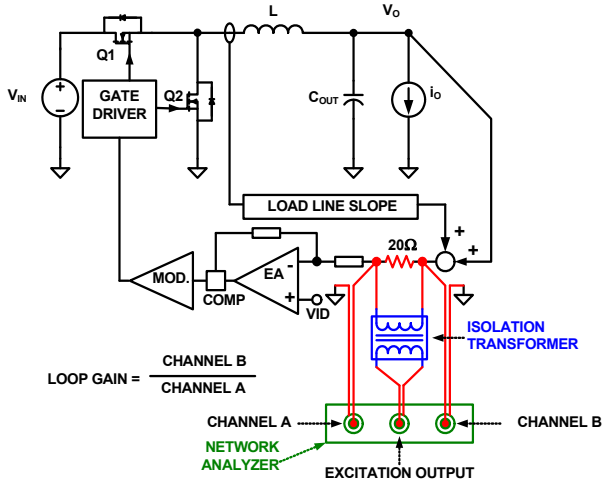 L
VO
Q1
VIN
GATE
DRIVER
Q2
COUT
iO
LOAD LINE SLOPE
+
+
20Ω
MOD.
COMP
EA
-
+
VID
ISOLATION
TRANSFORMER
LOOP GAIN = CHANNEL B
CHANNEL A
CHANNEL A
CHANNEL B
NETWORK
ANALYZER
EXCITATION OUTPUT